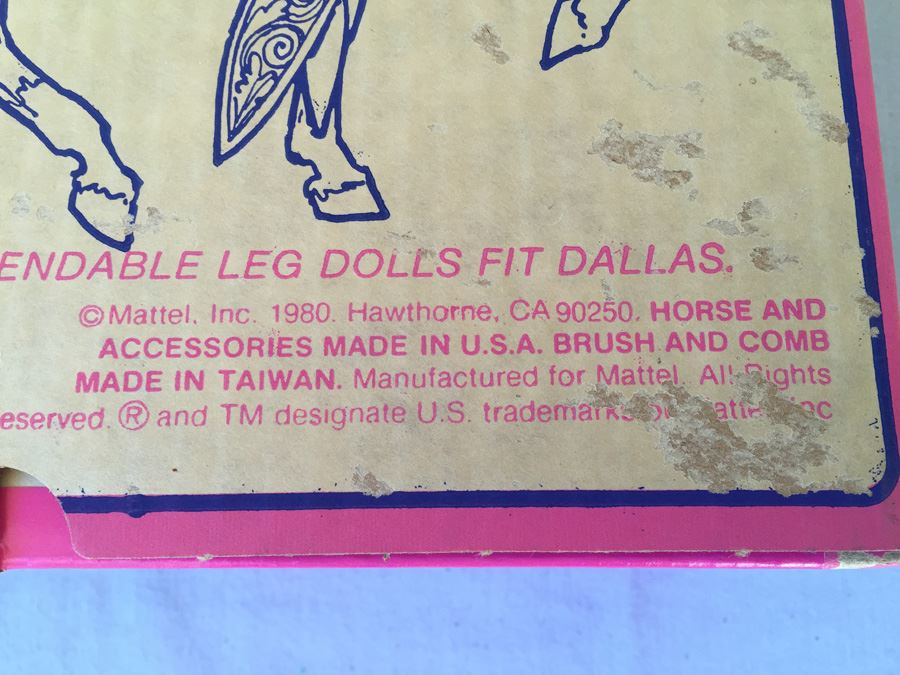 ENDABLE LEG DOLLS FIT DALLAS.
©Mattel, Inc. 1980. Hawthorne, CA 90250. HORSE AND
ACCESSORIES MADE IN U.S.A. BRUSH AND COMB
MADE IN TAIWAN. Manufactured for Mattel. All Rights
eserved. ® and TM designate U.S. trademarks